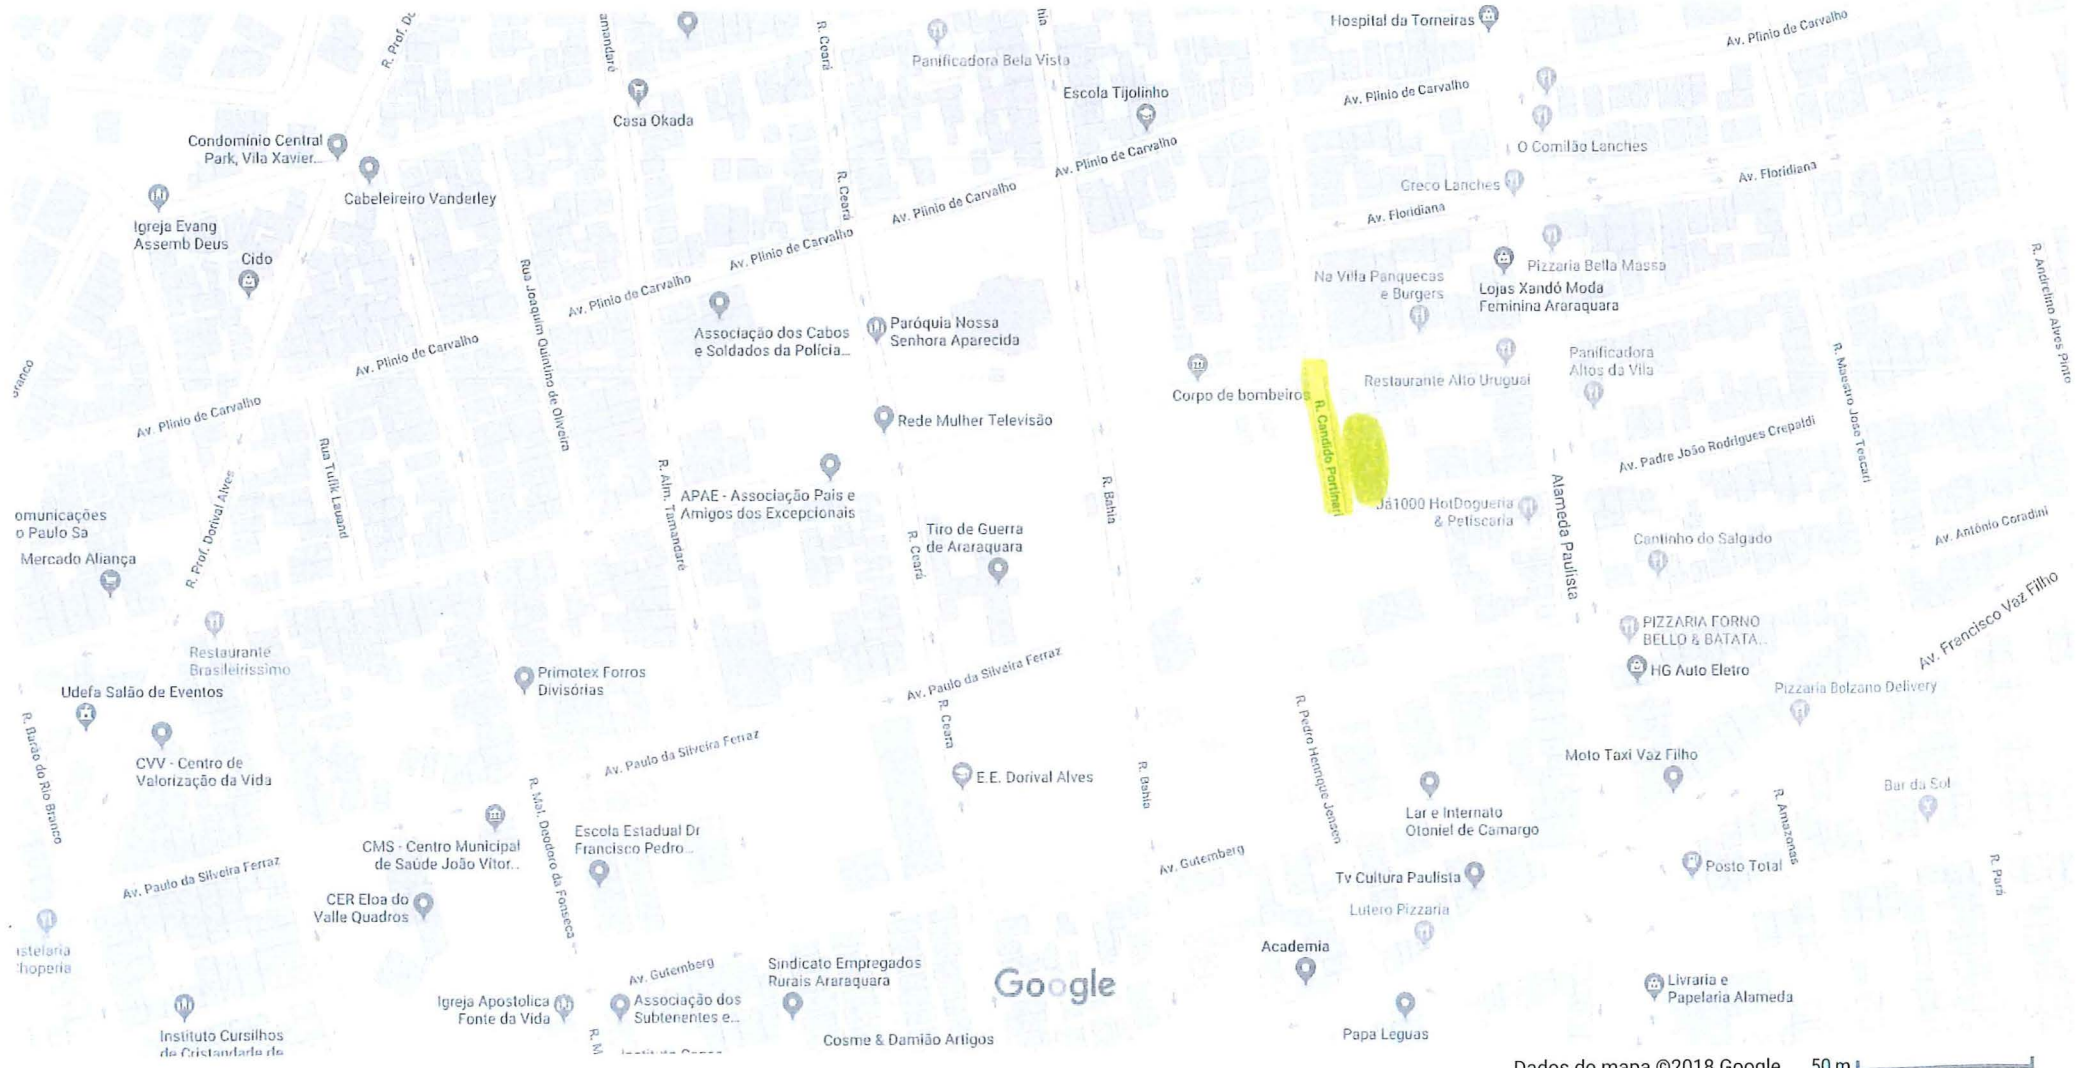 R. Prof. Do
amandaré
R. Ceará
Panificadora Bela Vista
hia
Escola Tijolinho
Hospital da Torneiras
Av. Plinio de Carvalho
Av. Plinio de Carvalho
Casa Okada
Condomínio Central
Park, Vila Xavier...
Cabeleireiro Vanderley
R. Ceará
Av. Plinio de Carvalho
Av. Plinio de Carvalho
O Comilão Lanches
Greco Lanches
Av. Floridiana
Av. Floridiana
Igreja Evang
Assemb Deus
Cido
Rua Joaquim Quintino de Oliveira
Av. Plinio de Carvalho
Av. Plinio de Carvalho
Pizzaria Bella Massa
Na Villa Panquecas
e Burgers
Lojas Xandó Moda
Feminina Araraquara
R. Andrelino Alves Pinto
Associação dos Cabos
e Soldados da Polícia...
Paróquia Nossa
Senhora Aparecida
Av. Plinio de Carvalho
Corpo de bombeiros
R. Candido Portinari
Restaurante Alto Uruguai
Panificadora
Altos da Vila
R. Maestro Jose Tescari
Branco
Av. Plinio de Carvalho
Rede Mulher Televisão
Av. Padre João Rodrigues Crepaldi
R. Prof. Dorival Alves
Rua Tufik Lauand
R. Alm. Tamandaré
APAE - Associação Pais e
Amigos dos Excepcionais
R. Bahia
Já1000 HotDogueria
& Petiscaria
Alameda Paulista
omunicações
o Paulo Sa
Mercado Aliança
R. Ceará
Tiro de Guerra
de Araraquara
Cantinho do Salgado
Av. Antônio Coradini
Restaurante
Brasileiríssimo
PIZZARIA FORNO
BELLO & BATATA...
HG Auto Eletro
Av. Francisco Vaz Filho
Udefa Salão de Eventos
Primotex Forros
Divisórias
Av. Paulo da Silveira Ferraz
Pizzaria Bolzano Delivery
R. Barão do Rio Branco
CVV - Centro de
Valorização da Vida
Av. Paulo da Silveira Ferraz
R. Ceara
E.E. Dorival Alves
R. Bahia
R. Pedro Henrique Jensen
Moto Taxi Vaz Filho
Lar e Internato
Otoniel de Camargo
R. Amazonas
Bar da Sol
CMS - Centro Municipal
de Saúde João Vitor..
R. Mal. Deodoro da Fonseca
Escola Estadual Dr
Francisco Pedro...
Av. Gutemberg
Tv Cultura Paulista
Posto Total
R. Pará
Av. Paulo da Silveira Ferraz
CER Eloa do
Valle Quadros
Lutero Pizzaria
istelaria
hoperia
Academia
Av. Gutemberg
Sindicato Empregados
Rurais Araraquara
Google
Igreja Apostolica
Fonte da Vida
Associação dos
Subtenentes e...
Livraria e
Papelaria Alameda
Instituto Cursilhos
de Cristandade de
R. M
Cosme & Damião Artigos
Papa Leguas
Dados do mapa ©2018 Google 50 m